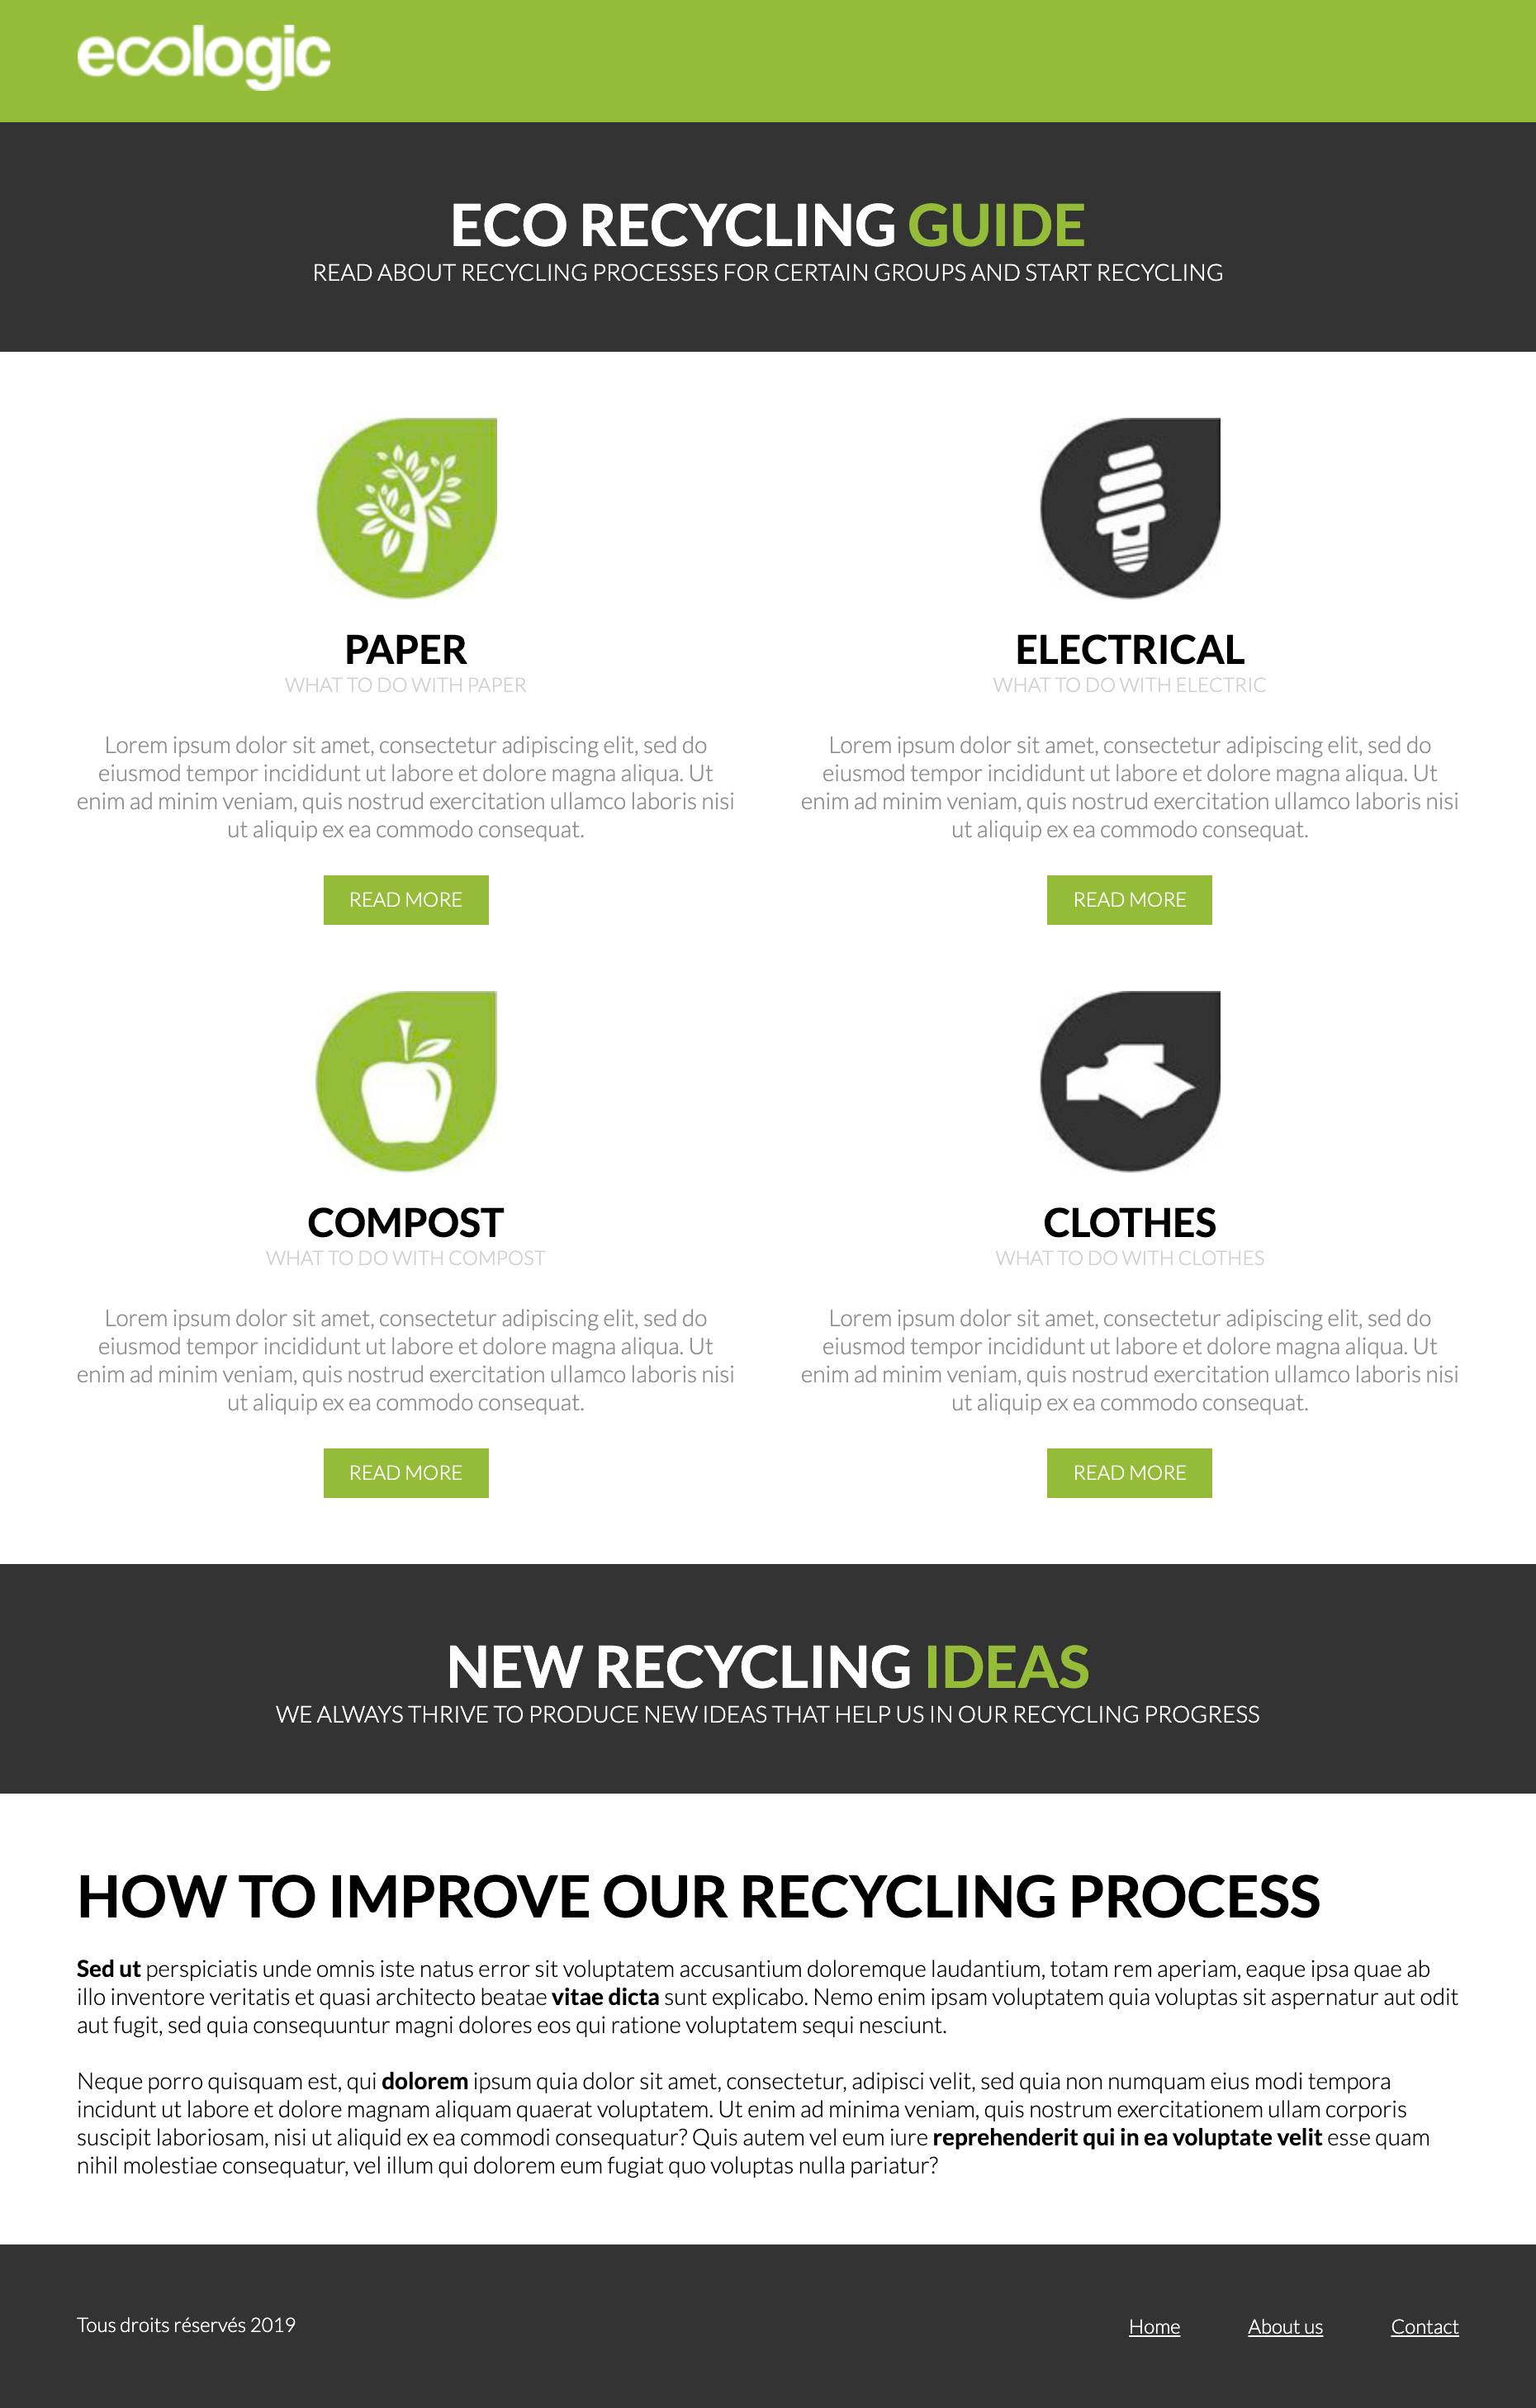 ecologic
ECO RECYCLING GUIDE
READ ABOUT RECYCLING PROCESSES FOR CERTAIN GROUPS AND START RECYCLING
PAPER
WHAT TO DO WITH PAPER
Lorem ipsum dolor sit amet, consectetur adipiscing elit, sed do
eiusmod tempor incididunt ut labore et dolore magna aliqua. Ut
enim ad minim veniam, quis nostrud exercitation ullamco laboris nisi
ut aliquip ex ea commodo consequat.
READ MORE
ELECTRICAL
WHAT TO DO WITH ELECTRIC
Lorem ipsum dolor sit amet, consectetur adipiscing elit, sed do
eiusmod tempor incididunt ut labore et dolore magna aliqua. Ut
enim ad minim veniam, quis nostrud exercitation ullamco laboris nisi
ut aliquip ex ea commodo consequat.
READ MORE
COMPOST
WHAT TO DO WITH COMPOST
Lorem ipsum dolor sit amet, consectetur adipiscing elit, sed do
eiusmod tempor incididunt ut labore et dolore magna aliqua. Ut
enim ad minim veniam, quis nostrud exercitation ullamco laboris nisi
ut aliquip ex ea commodo consequat.
READ MORE
CLOTHES
WHAT TO DO WITH CLOTHES
Lorem ipsum dolor sit amet, consectetur adipiscing elit, sed do
eiusmod tempor incididunt ut labore et dolore magna aliqua. Ut
enim ad minim veniam, quis nostrud exercitation ullamco laboris nisi
ut aliquip ex ea commodo consequat.
READ MORE
NEW RECYCLING IDEAS
WE ALWAYS THRIVE TO PRODUCE NEW IDEAS THAT HELP US IN OUR RECYCLING PROGRESS
HOW TO IMPROVE OUR RECYCLING PROCESS
Sed ut perspiciatis unde omnis iste natus error sit voluptatem accusantium doloremque laudantium, totam rem aperiam, eaque ipsa quae ab
illo inventore veritatis et quasi architecto beatae vitae dicta sunt explicabo. Nemo enim ipsam voluptatem quia voluptas sit aspernatur aut odit
aut fugit, sed quia consequuntur magni dolores eos qui ratione voluptatem sequi nesciunt.
Neque porro quisquam est, qui dolorem ipsum quia dolor sit amet, consectetur, adipisci velit, sed quia non numquam eius modi tempora
incidunt ut labore et dolore magnam aliquam quaerat voluptatem. Ut enim ad minima veniam, quis nostrum exercitationem ullam corporis
suscipit laboriosam, nisi ut aliquid ex ea commodi consequatur? Quis autem vel eum iure reprehenderit qui in ea voluptate velit esse quam
nihil molestiae consequatur, vel illum qui dolorem eum fugiat quo voluptas nulla pariatur?
Tous droits réservés 2019
Home
About us
Contact